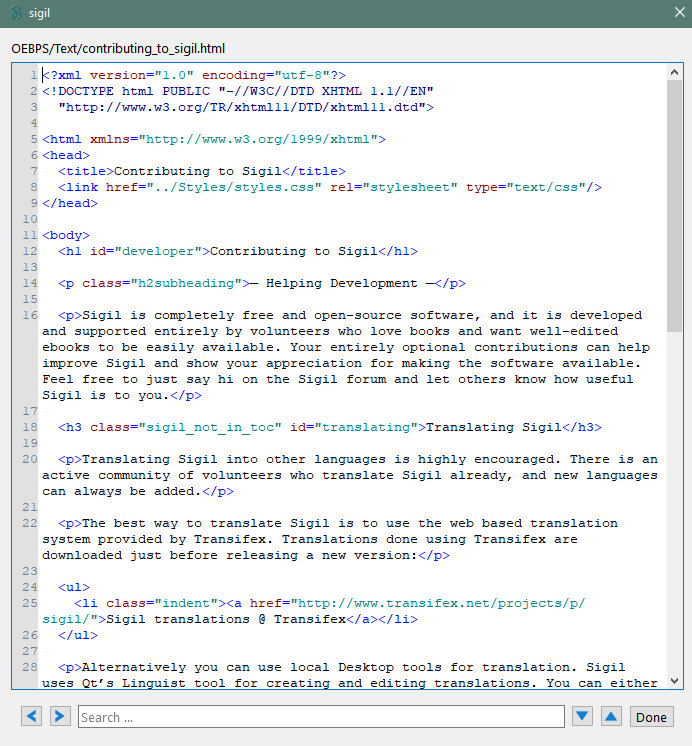 sigil
OEBPS/Text/contributing_to_sigil.html
1 <?xml version="1.0" encoding="utf-8"?>
2 <!DOCTYPE html PUBLIC "-//W3C//DTD XHTML 1.1//EN"
3   "http://www.w3.org/TR/xhtml11/DTD/xhtml11.dtd">
4
5 <html xmlns="http://www.w3.org/1999/xhtml">
6 <head>
7   <title>Contributing to Sigil</title>
8   <link href="../Styles/styles.css" rel="stylesheet" type="text/css"/>
9 </head>
10
11 <body>
12   <h1 id="developer">Contributing to Sigil</h1>
13
14   <p class="h2subheading">— Helping Development —</p>
15
16   <p>Sigil is completely free and open-source software, and it is developed
and supported entirely by volunteers who love books and want well-edited
ebooks to be easily available. Your entirely optional contributions can help
improve Sigil and show your appreciation for making the software available.
Feel free to just say hi on the Sigil forum and let others know how useful
Sigil is to you.</p>
17
18   <h3 class="sigil_not_in_toc" id="translating">Translating Sigil</h3>
19
20   <p>Translating Sigil into other languages is highly encouraged. There is an
active community of volunteers who translate Sigil already, and new languages
can always be added.</p>
21
22   <p>The best way to translate Sigil is to use the web based translation
system provided by Transifex. Translations done using Transifex are
downloaded just before releasing a new version:</p>
23
24   <ul>
25     <li class="indent"><a href="http://www.transifex.net/projects/p/
sigil/">Sigil translations @ Transifex</a></li>
26   </ul>
27
28   <p>Alternatively you can use local Desktop tools for translation. Sigil
uses Qt’s Linguist tool for creating and editing translations. You can either
Search ...
Done